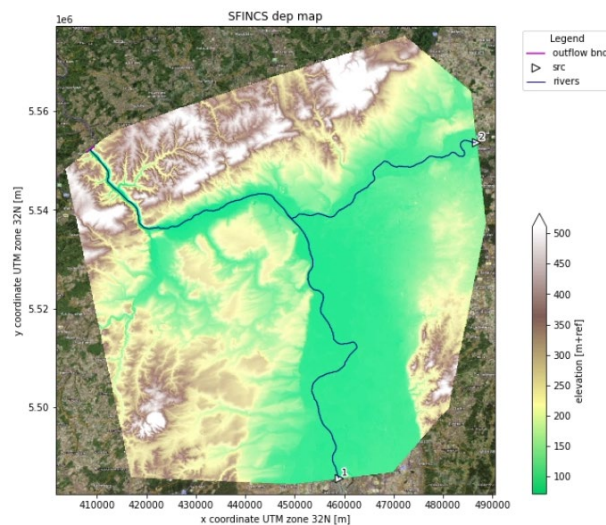 SFINCS dep map
1e6
5.56
5.54
5.52
5.50
y coordinate UTM zone 32N [m]
410000 420000 430000 440000 450000 460000 470000 480000 490000
x coordinate UTM zone 32N [m]
2
1
Legend
outflow bnd
src
rivers
500
450
400
350
300
250
200
150
100
elevation [m+ref]